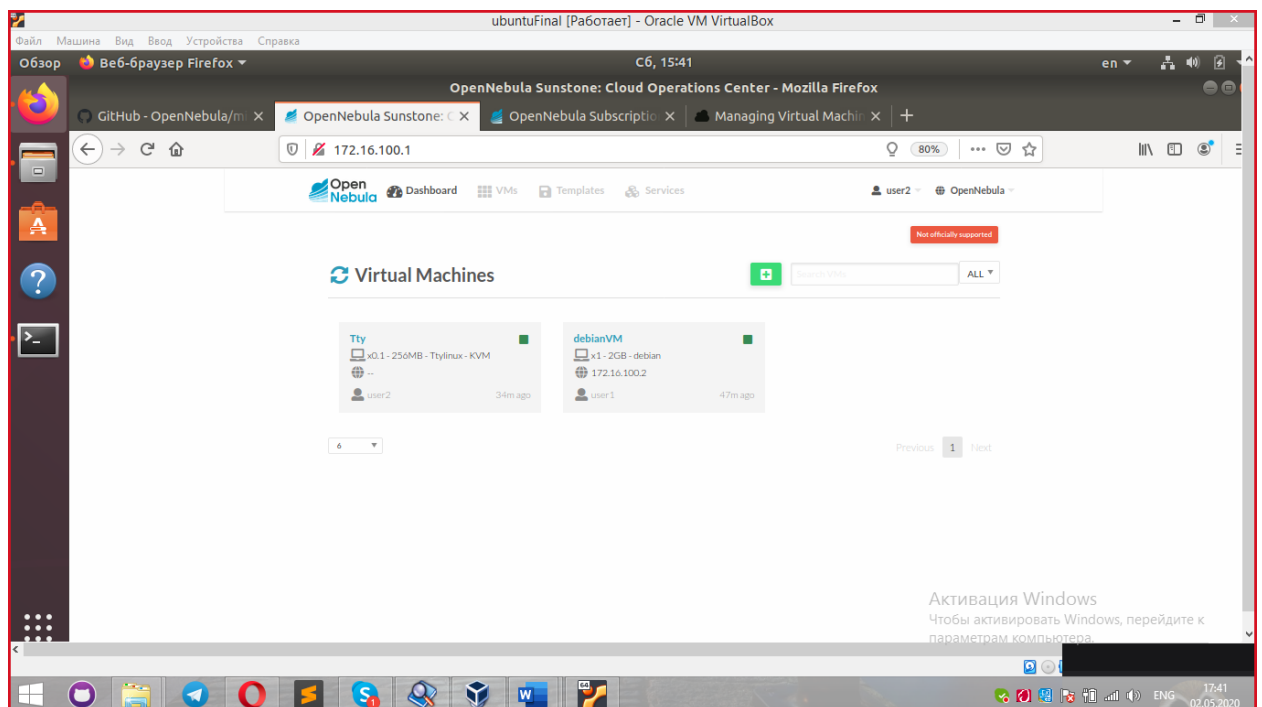 ubuntuFinal [Работает] - Oracle VM VirtualBox
Файл Машина Вид Ввод Устройства Справка
Обзор Веб-браузер Firefox Сб, 15:41 en
OpenNebula Sunstone: Cloud Operations Center - Mozilla Firefox
GitHub - OpenNebula/mi OpenNebula Sunstone: C OpenNebula Subscriptio Managing Virtual Machin
172.16.100.1 80%
Open Nebula Dashboard VMs Templates Services user2 OpenNebula
Not officially supported
Virtual Machines Search VMs ALL
Tty
x0.1 - 256MB - Ttylinux - KVM
--
user2 34m ago
debianVM
x1 - 2GB - debian
172.16.100.2
user1 47m ago
6 Previous 1 Next
Активация Windows
Чтобы активировать Windows, перейдите к
параметрам компьютера.
64
ENG 17:41
02.05.2020